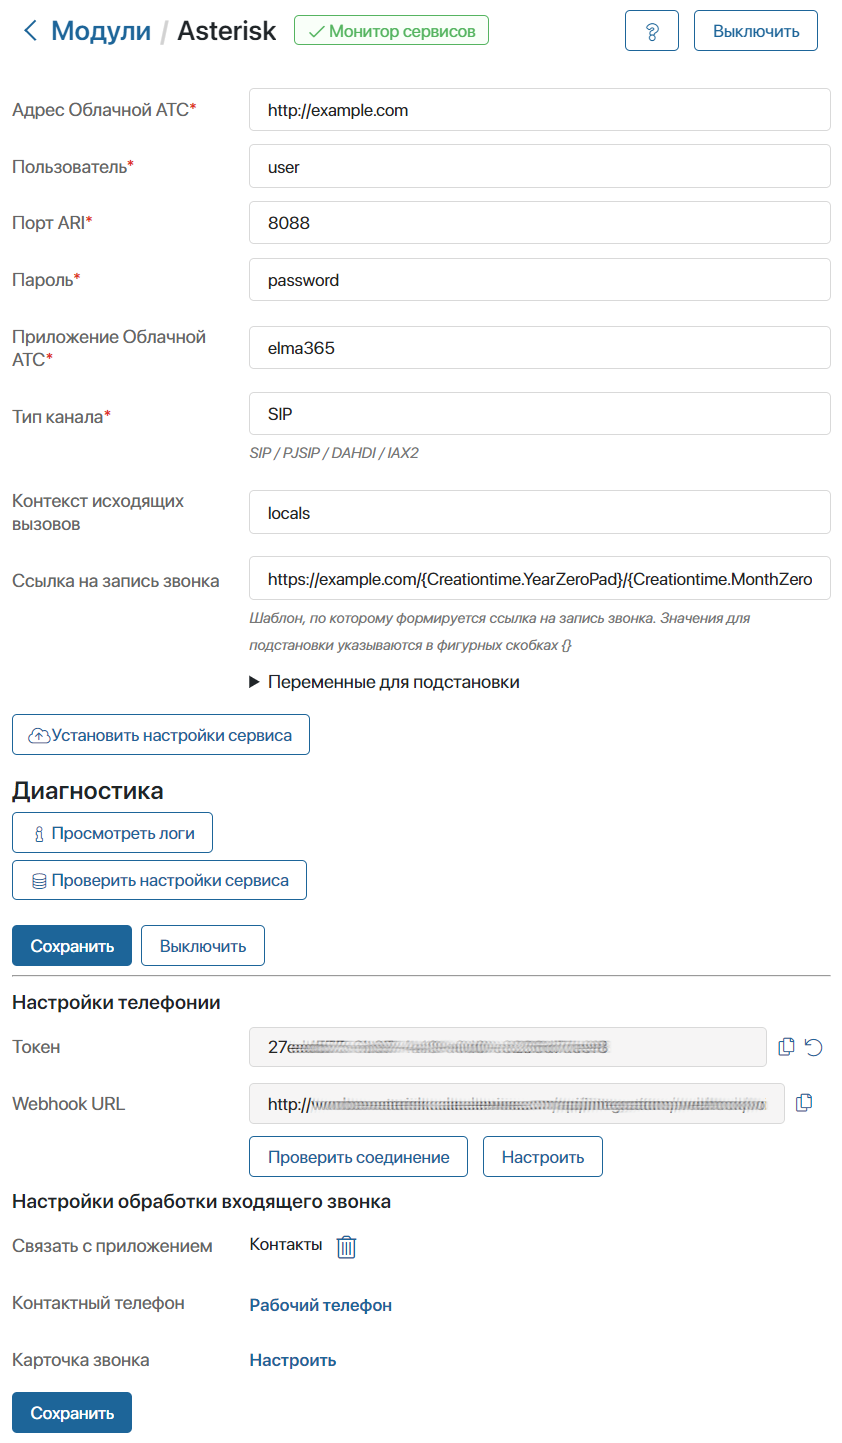 Модули / Asterisk Монитор сервисов ? Выключить
Адрес Облачной АТС* http://example.com
Пользователь* user
Порт ARI* 8088
Пароль* password
Приложение Облачной
АТС* elma365
Тип канала* SIP
SIP / PJSIP / DAHDI / IAX2
Контекст исходящих
вызовов locals
Ссылка на запись звонка https://example.com/{Creationtime.YearZeroPad}/{Creationtime.MonthZero
Шаблон, по которому формируется ссылка на запись звонка. Значения для
подстановки указываются в фигурных скобках {}
Переменные для подстановки
Установить настройки сервиса
Диагностика
Просмотреть логи
Проверить настройки сервиса
Сохранить Выключить
Настройки телефонии
Токен
Webhook URL http://
Проверить соединение Настроить
Настройки обработки входящего звонка
Связать с приложением Контакты
Контактный телефон Рабочий телефон
Карточка звонка Настроить
Сохранить